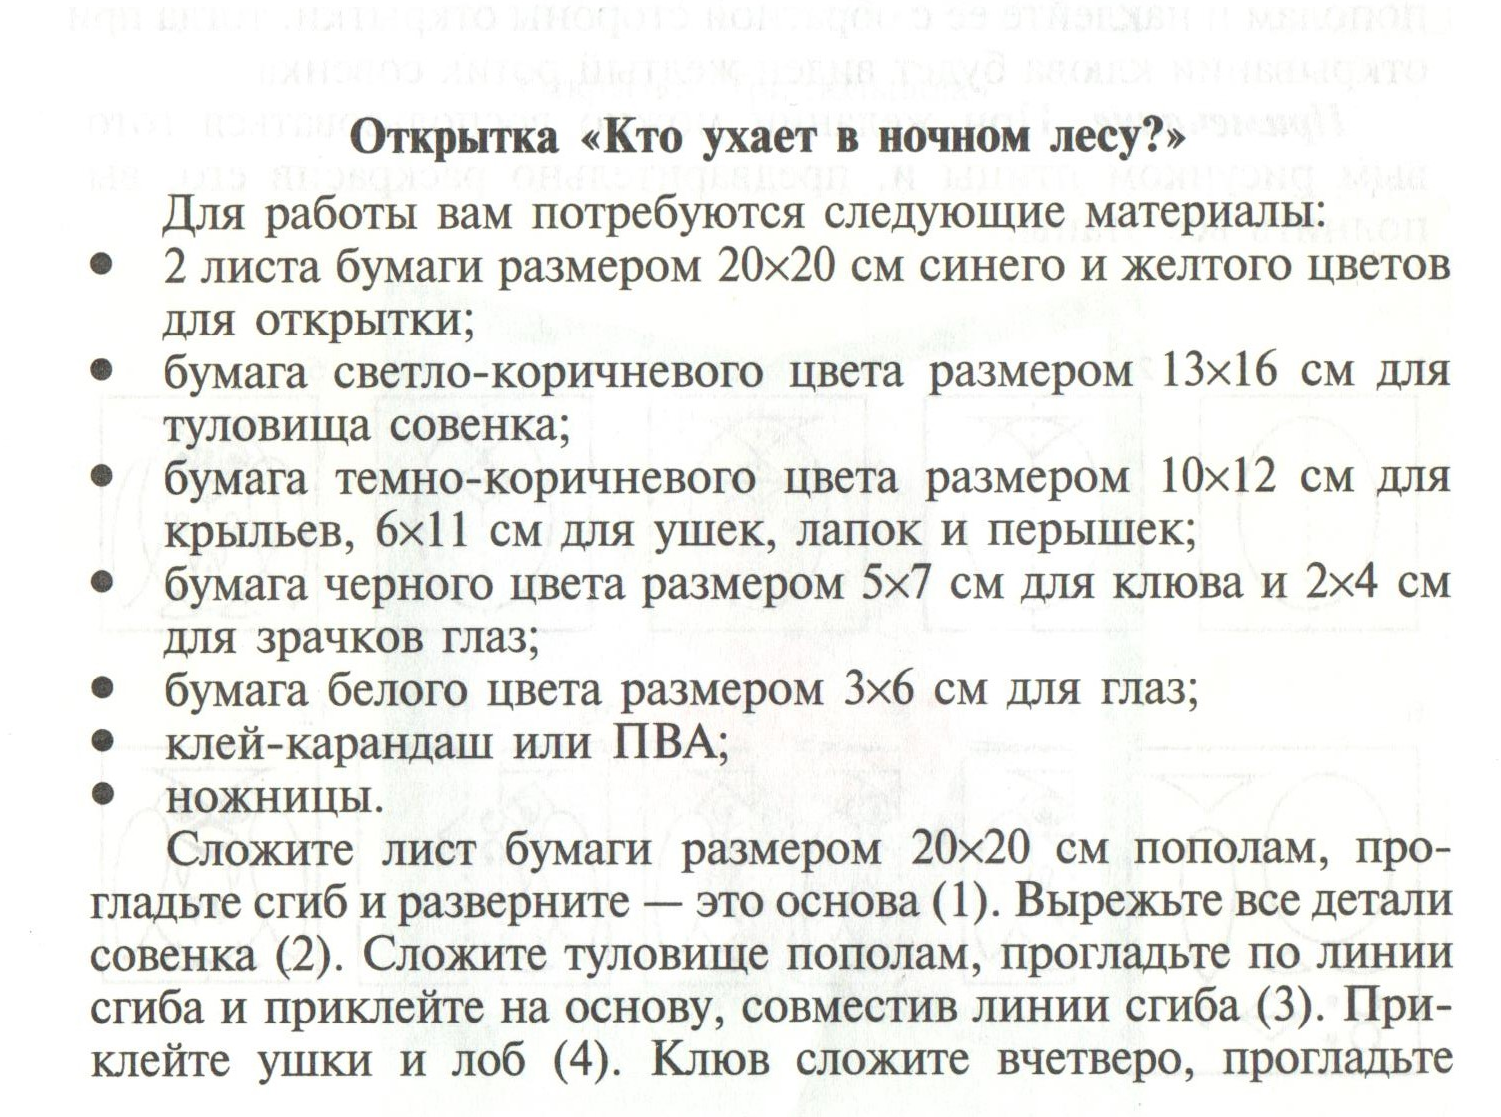 Открытка «Кто ухает в ночном лесу?»
Для работы вам потребуются следующие материалы:
● 2 листа бумаги размером 20×20 см синего и желтого цветов
для открытки;
● бумага светло-коричневого цвета размером 13×16 см для
туловища совенка;
● бумага темно-коричневого цвета размером 10×12 см для
крыльев, 6×11 см для ушек, лапок и перышек;
● бумага черного цвета размером 5×7 см для клюва и 2×4 см
для зрачков глаз;
● бумага белого цвета размером 3×6 см для глаз;
● клей-карандаш или ПВА;
● ножницы.
Сложите лист бумаги размером 20×20 см пополам, про-
гладьте сгиб и разверните — это основа (1). Вырежьте все детали
совенка (2). Сложите туловище пополам, прогладьте по линии
сгиба и приклейте на основу, совместив линии сгиба (3). При-
клейте ушки и лоб (4). Клюв сложите вчетверо, прогладьте